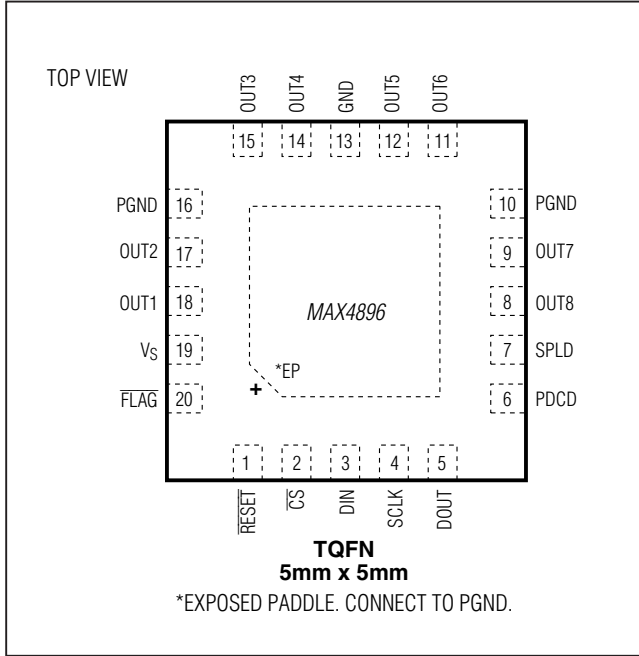 TOP VIEW
OUT3 OUT4 GND OUT5 OUT6
15 14 13 12 11
PGND 16 10 PGND
OUT2 17 9 OUT7
OUT1 18 MAX4896 8 OUT8
VS 19 7 SPLD
*EP
FLAG 20 6 PDCD
+
1 2 3 4 5
RESET CS DIN SCLK DOUT
TQFN
5mm x 5mm
*EXPOSED PADDLE. CONNECT TO PGND.